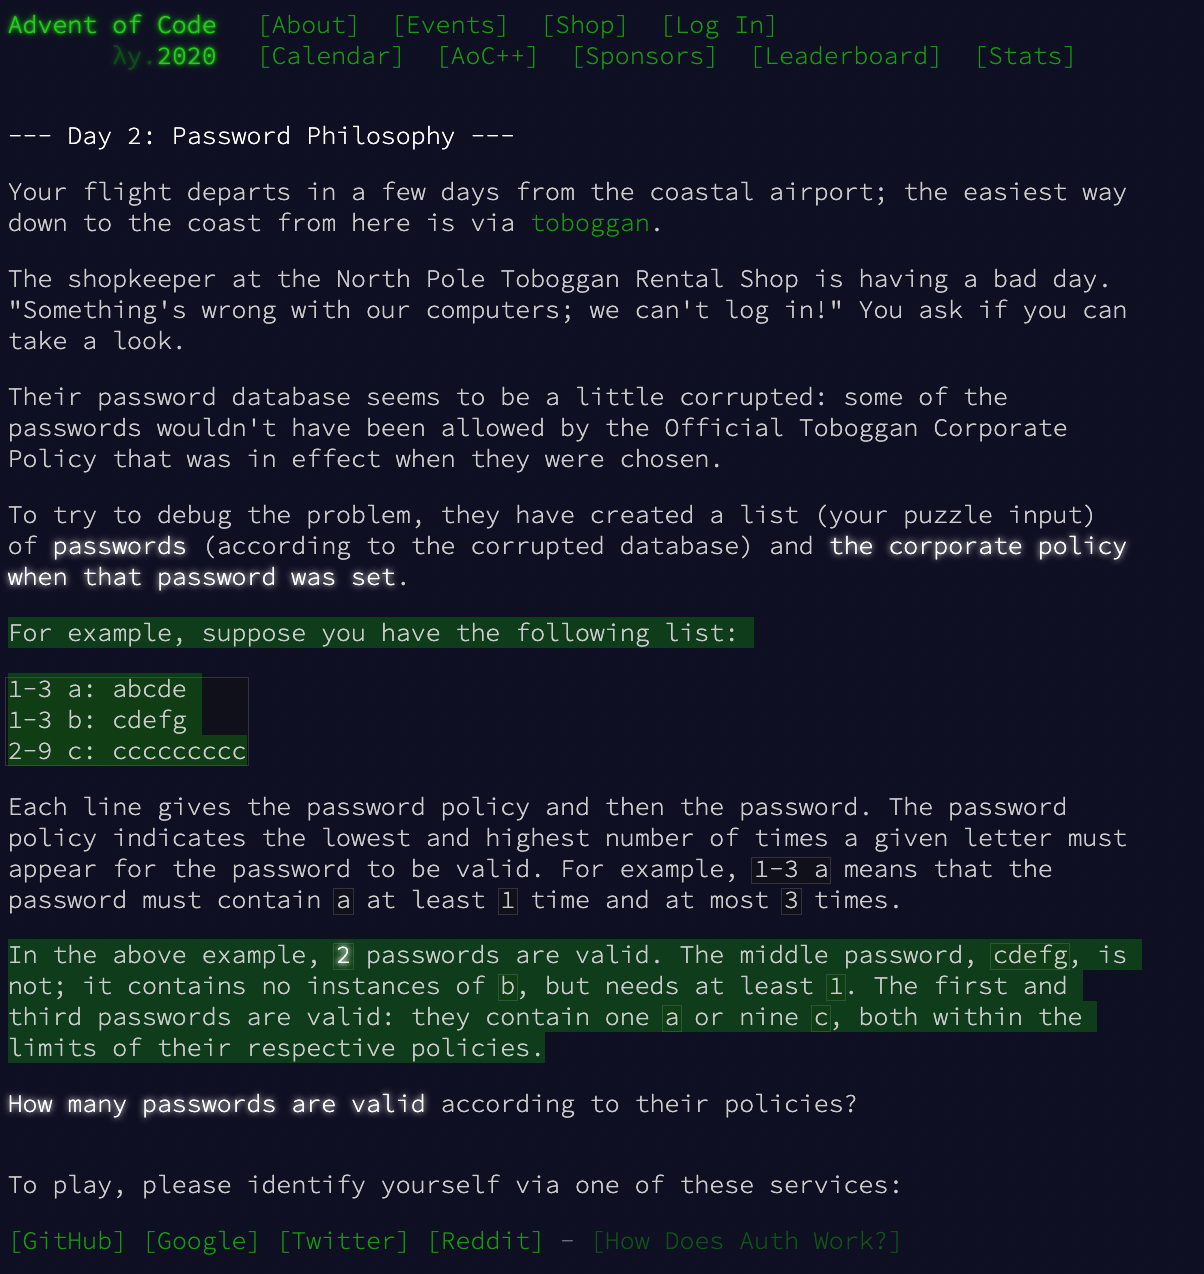 Advent of Code [About] [Events] [Shop] [Log In]
λy.2020 [Calendar] [AoC++] [Sponsors] [Leaderboard] [Stats]
--- Day 2: Password Philosophy ---
Your flight departs in a few days from the coastal airport; the easiest way
down to the coast from here is via toboggan.
The shopkeeper at the North Pole Toboggan Rental Shop is having a bad day.
"Something's wrong with our computers; we can't log in!" You ask if you can
take a look.
Their password database seems to be a little corrupted: some of the
passwords wouldn't have been allowed by the Official Toboggan Corporate
Policy that was in effect when they were chosen.
To try to debug the problem, they have created a list (your puzzle input)
of passwords (according to the corrupted database) and the corporate policy
when that password was set.
For example, suppose you have the following list:
1-3 a: abcde
1-3 b: cdefg
2-9 c: ccccccccc
Each line gives the password policy and then the password. The password
policy indicates the lowest and highest number of times a given letter must
appear for the password to be valid. For example, 1-3 a means that the
password must contain a at least 1 time and at most 3 times.
In the above example, 2 passwords are valid. The middle password, cdefg, is
not; it contains no instances of b, but needs at least 1. The first and
third passwords are valid: they contain one a or nine c, both within the
limits of their respective policies.
How many passwords are valid according to their policies?
To play, please identify yourself via one of these services:
[GitHub] [Google] [Twitter] [Reddit] - [How Does Auth Work?]